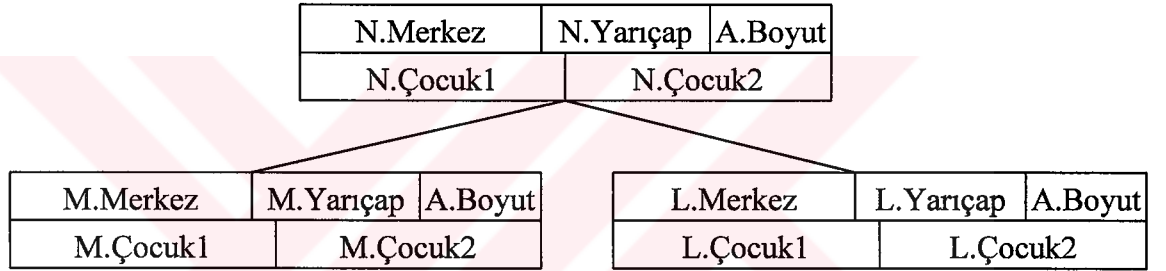 N.Merkez N.Yarıçap A.Boyut
N.Çocuk1 N.Çocuk2
M.Merkez M.Yarıçap A.Boyut
M.Çocuk1 M.Çocuk2
L.Merkez L.Yarıçap A.Boyut
L.Çocuk1 L.Çocuk2